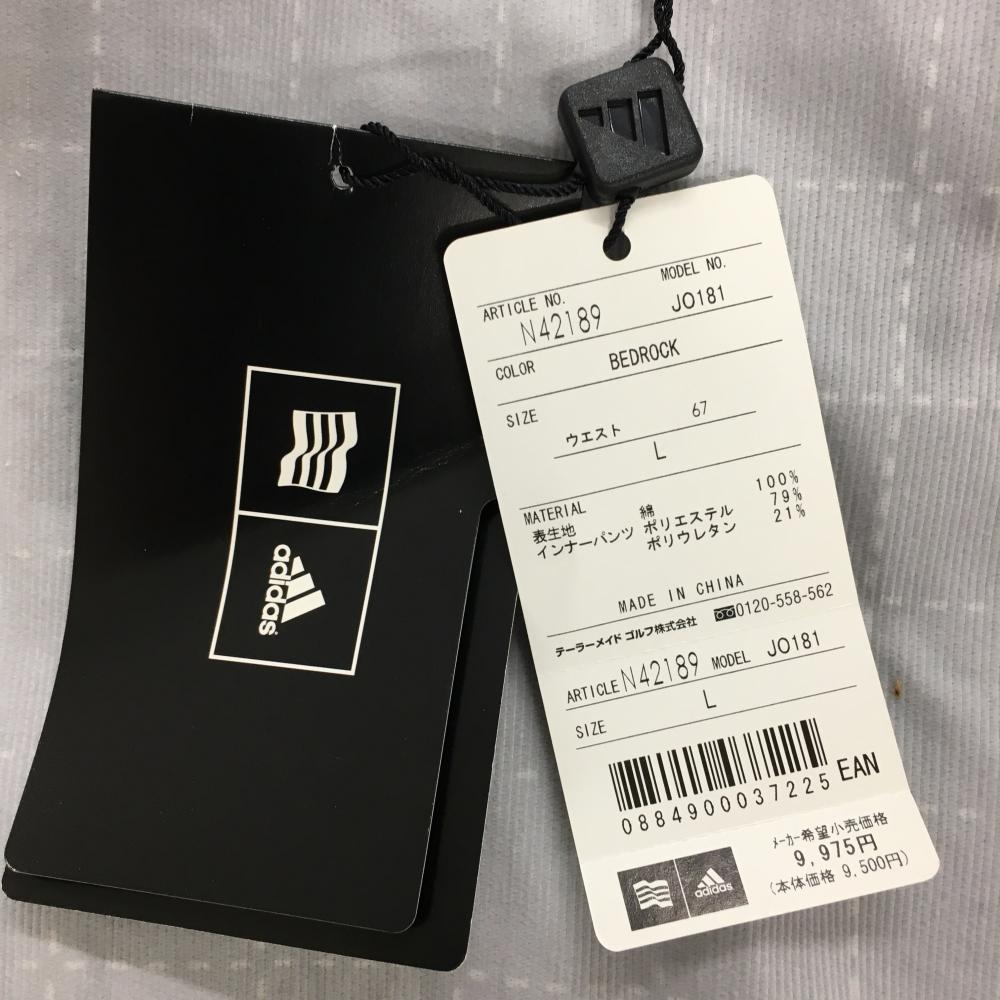 adidas
ARTICLE NO. MODEL NO.
N42189 JO181
COLOR BEDROCK
SIZE
ウエスト 67
L
MATERIAL
表生地 綿 100%
インナーパンツ ポリエステル 79%
ポリウレタン 21%
MADE IN CHINA
テーラーメイド ゴルフ株式会社 0120-558-562
ARTICLE N42189 MODEL JO181
SIZE L
0884900037225 EAN
メーカー希望小売価格
9,975円
(本体価格 9,500円)
adidas